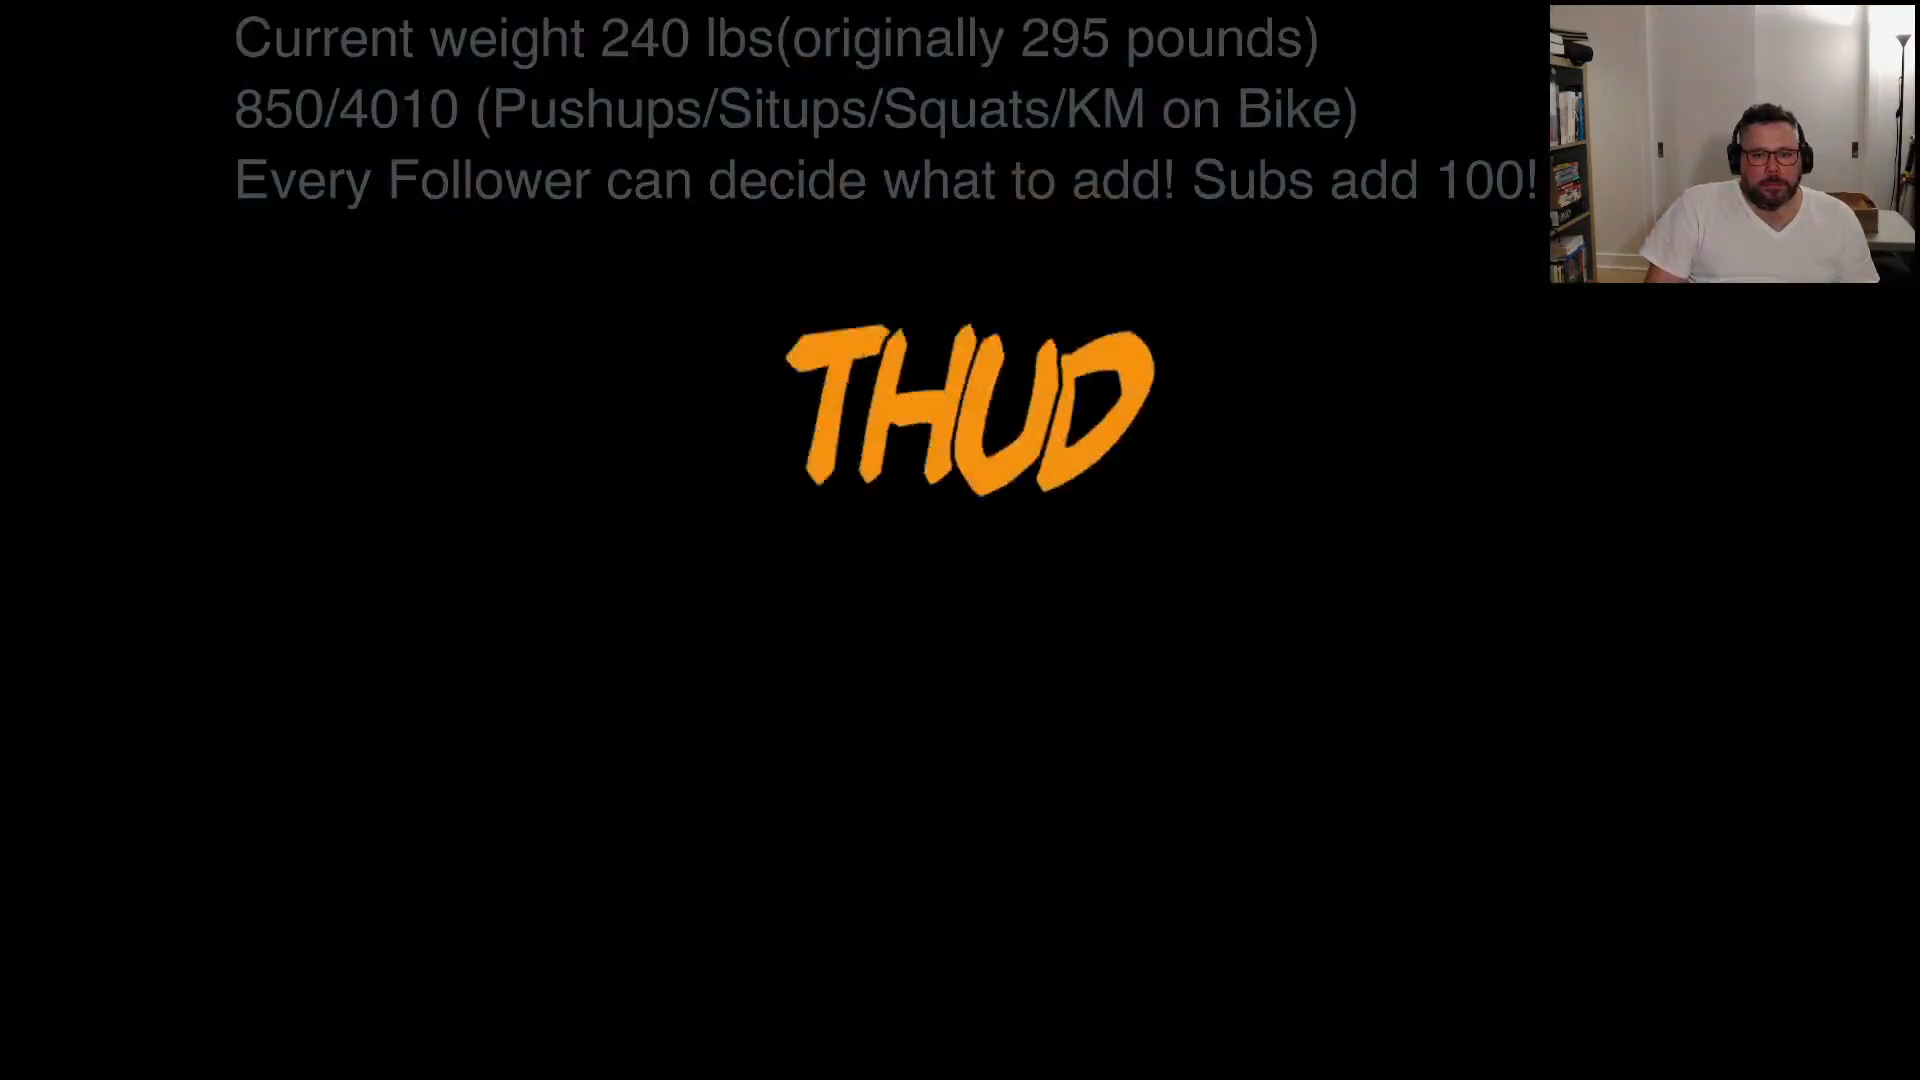 Current weight 240 lbs(originally 295 pounds)
850/4010 (Pushups/Situps/Squats/KM on Bike)
Every Follower can decide what to add! Subs add 100!
THUD